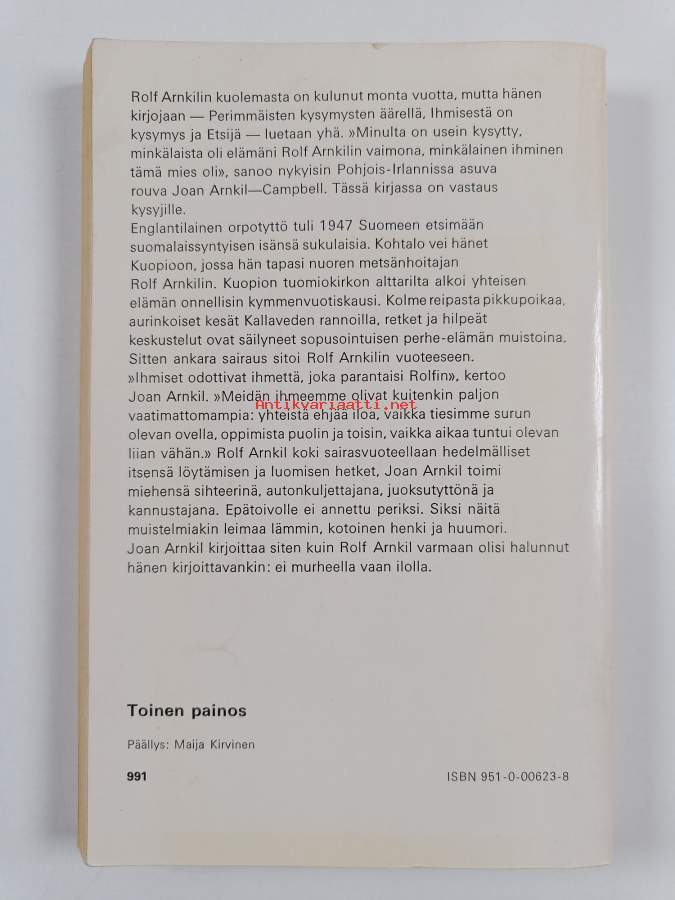 Rolf Arnkilin kuolemasta on kulunut monta vuotta, mutta hänen
kirjojaan — Perimmäisten kysymysten äärellä, Ihmisestä on
kysymys ja Etsijä — luetaan yhä. »Minulta on usein kysytty,
minkälaista oli elämäni Rolf Arnkilin vaimona, minkälainen ihminen
tämä mies oli», sanoo nykyisin Pohjois-Irlannissa asuva
rouva Joan Arnkil—Campbell. Tässä kirjassa on vastaus
kysyjille.
Englantilainen orpotyttö tuli 1947 Suomeen etsimään
suomalaissyntyisen isänsä sukulaisia. Kohtalo vei hänet
Kuopioon, jossa hän tapasi nuoren metsänhoitajan
Rolf Arnkilin. Kuopion tuomiokirkon alttarilta alkoi yhteisen
elämän onnellisin kymmenvuotiskausi. Kolme reipasta pikkupoikaa,
aurinkoiset kesät Kallaveden rannoilla, retket ja hilpeät
keskustelut ovat säilyneet sopusointuisen perhe-elämän muistoina.
Sitten ankara sairaus sitoi Rolf Arnkilin vuoteeseen.
»Ihmiset odottivat ihmettä, joka parantaisi Rolfin», kertoo
Joan Arnkil. »Meidän ihmeemme olivat kuitenkin paljon
Antikvariaatti.net
vaatimattomampia: yhteistä ehjää iloa, vaikka tiesimme surun
olevan ovella, oppimista puolin ja toisin, vaikka aikaa tuntui olevan
liian vähän.» Rolf Arnkil koki sairasvuoteellaan hedelmälliset
itsensä löytämisen ja luomisen hetket, Joan Arnkil toimi
miehensä sihteerinä, autonkuljettajana, juoksutyttönä ja
kannustajana. Epätoivolle ei annettu periksi. Siksi näitä
muistelmiakin leimaa lämmin, kotoinen henki ja huumori.
Joan Arnkil kirjoittaa siten kuin Rolf Arnkil varmaan olisi halunnut
hänen kirjoittavankin: ei murheella vaan ilolla.
Toinen painos
Päällys: Maija Kirvinen
991 ISBN 951-0-00623-8